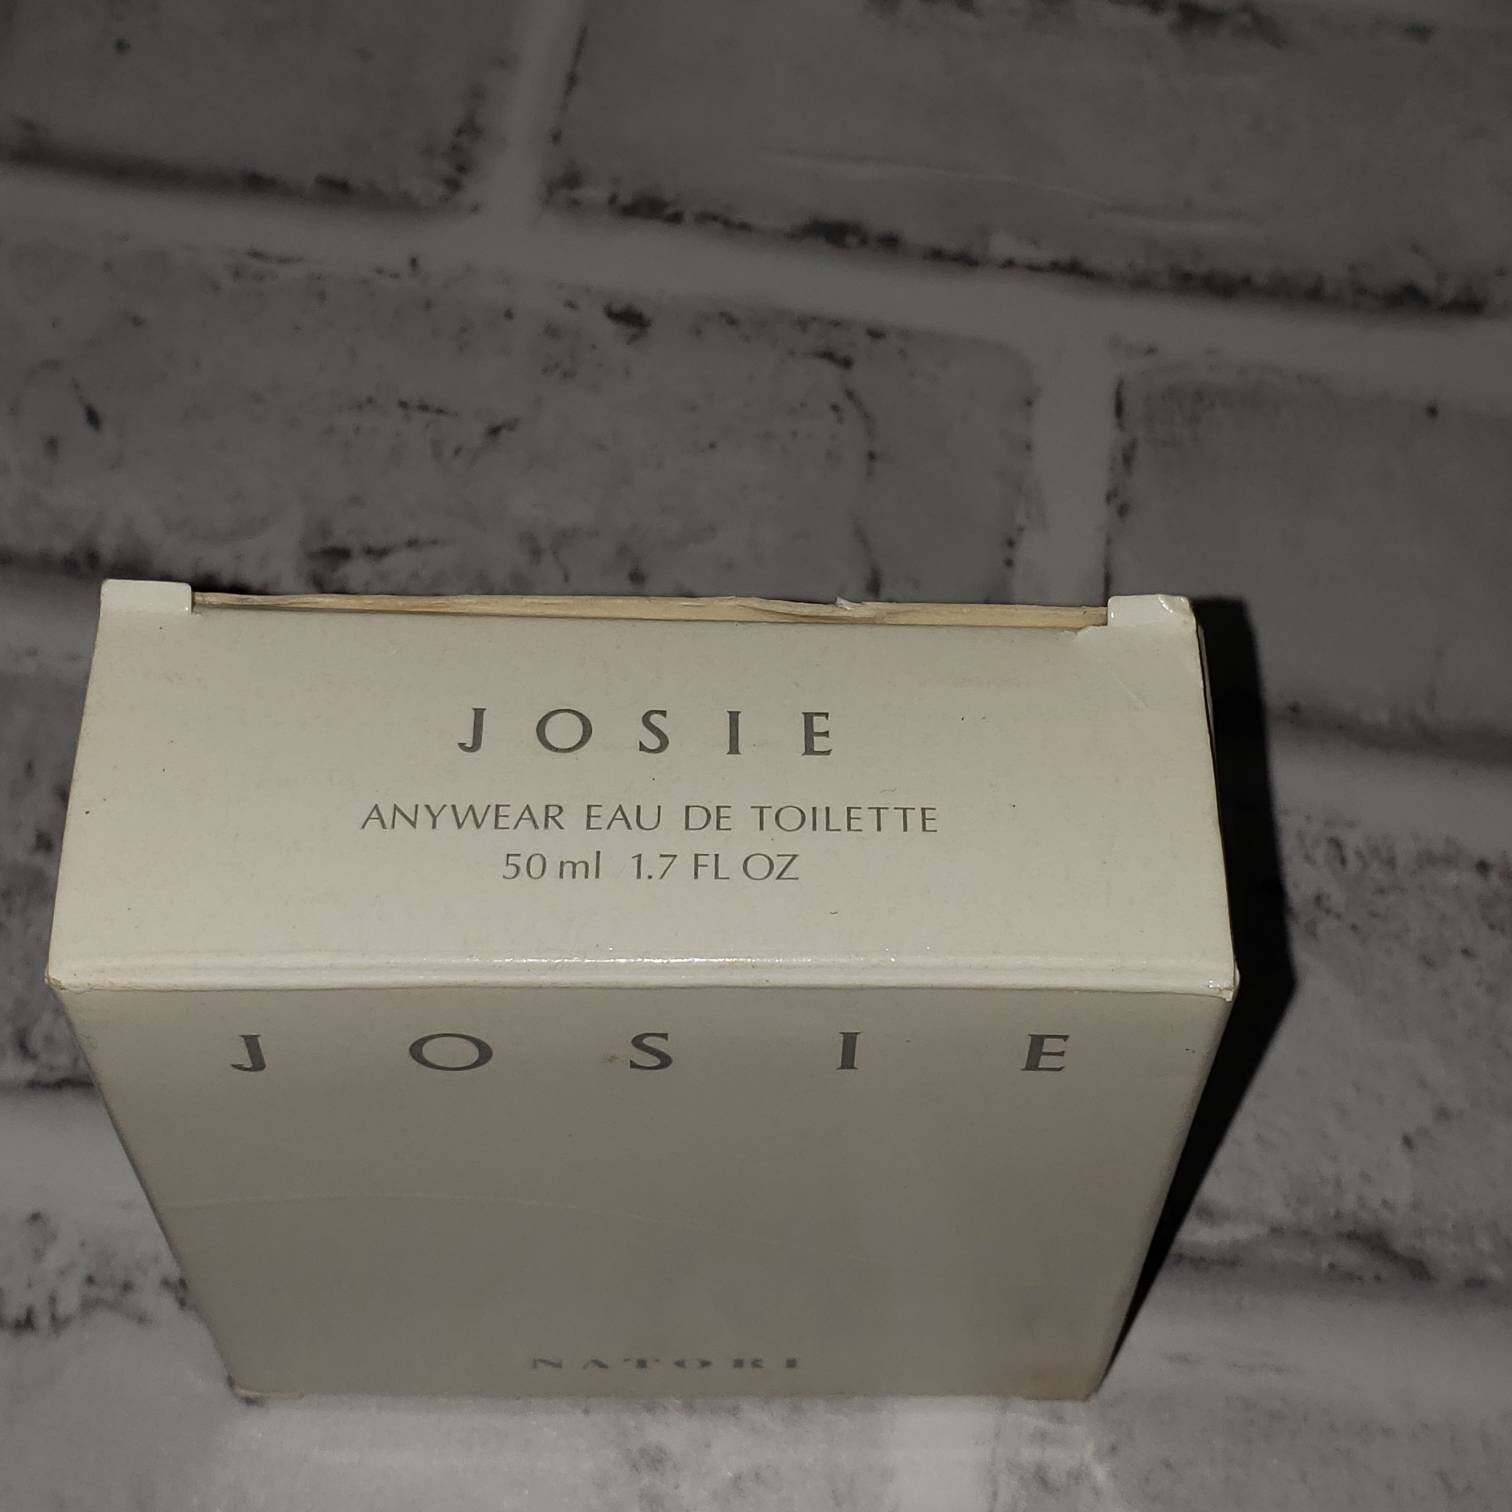 JOSIE
ANYWEAR EAU DE TOILETTE
50 ml 1.7 FL OZ
JOSIE
NATORI